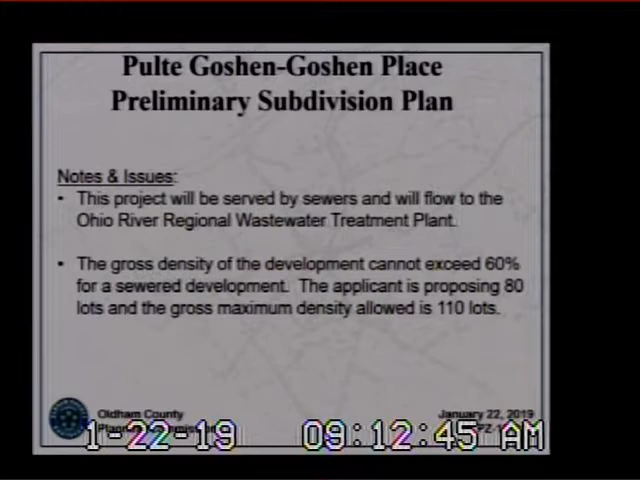 Pulte Goshen-Goshen Place
Preliminary Subdivision Plan
Notes & Issues:
• This project will be served by sewers and will flow to the
Ohio River Regional Wastewater Treatment Plant.
• The gross density of the development cannot exceed 60%
for a sewered development. The applicant is proposing 80
lots and the gross maximum density allowed is 110 lots.
Oldham County
January 22, 2019
1-22-19 09:12:45 AM